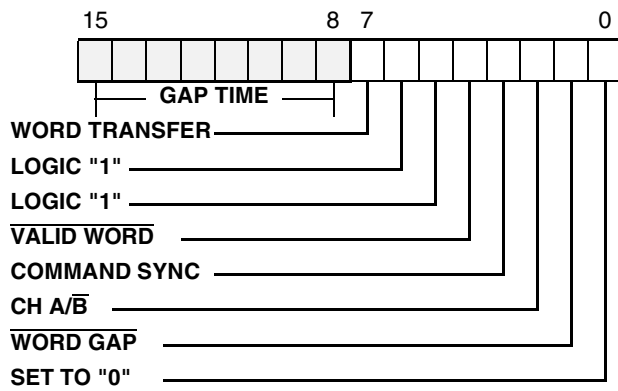 15 8 7 0
GAP TIME
WORD TRANSFER
LOGIC "1"
LOGIC "1"
VALID WORD
COMMAND SYNC
CH A/B
WORD GAP
SET TO "0"